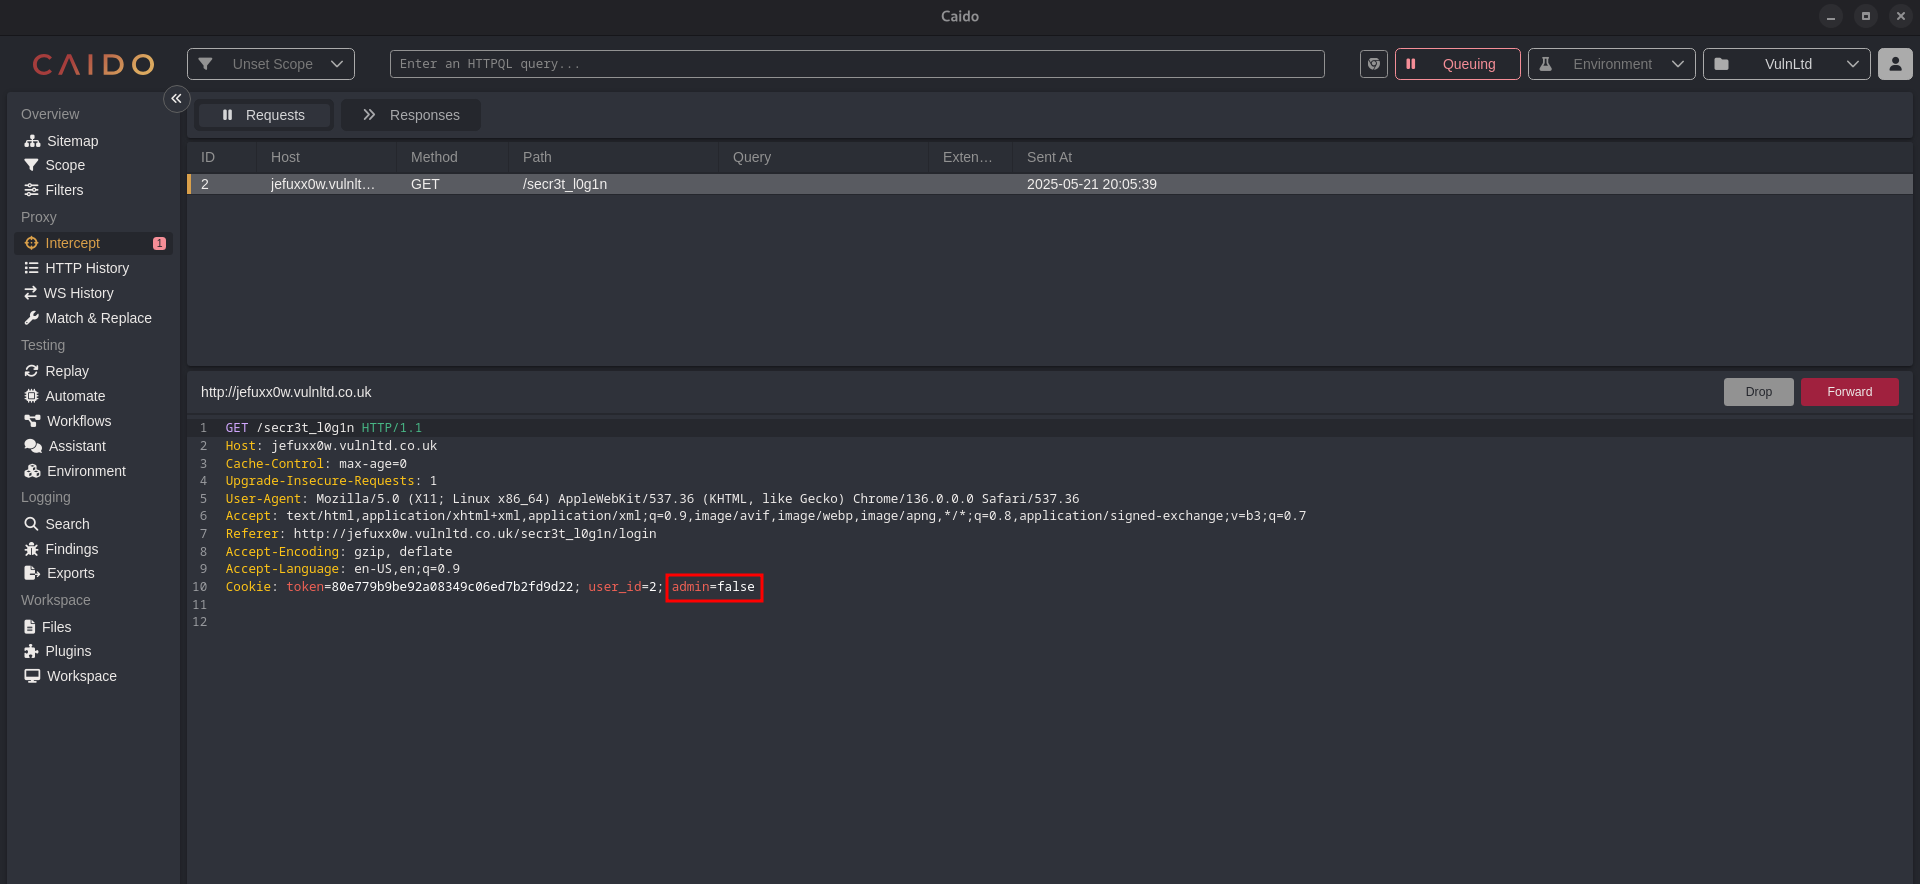 Caido
CAIDO
Unset Scope
Enter an HTTPQL query...
Queuing
Environment
VulnLtd
Overview
Sitemap
Scope
Filters
Proxy
Intercept 1
HTTP History
WS History
Match & Replace
Testing
Replay
Automate
Workflows
Assistant
Environment
Logging
Search
Findings
Exports
Workspace
Files
Plugins
Workspace
Requests Responses
ID Host Method Path Query Exten... Sent At
2 jefuxx0w.vulnlt... GET /secr3t_l0g1n 2025-05-21 20:05:39
http://jefuxx0w.vulnltd.co.uk
Drop Forward
1 GET /secr3t_l0g1n HTTP/1.1
2 Host: jefuxx0w.vulnltd.co.uk
3 Cache-Control: max-age=0
4 Upgrade-Insecure-Requests: 1
5 User-Agent: Mozilla/5.0 (X11; Linux x86_64) AppleWebKit/537.36 (KHTML, like Gecko) Chrome/136.0.0.0 Safari/537.36
6 Accept: text/html,application/xhtml+xml,application/xml;q=0.9,image/avif,image/webp,image/apng,*/*;q=0.8,application/signed-exchange;v=b3;q=0.7
7 Referer: http://jefuxx0w.vulnltd.co.uk/secr3t_l0g1n/login
8 Accept-Encoding: gzip, deflate
9 Accept-Language: en-US,en;q=0.9
10 Cookie: token=80e779b9be92a08349c06ed7b2fd9d22; user_id=2; admin=false
11
12